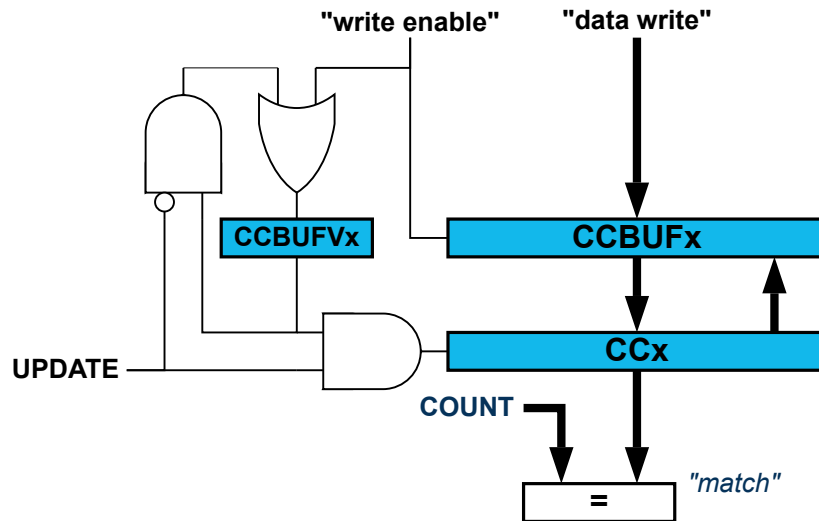 "write enable"
"data write"
CCBUFVx
CCBUFx
UPDATE
CCx
COUNT
"match"
=